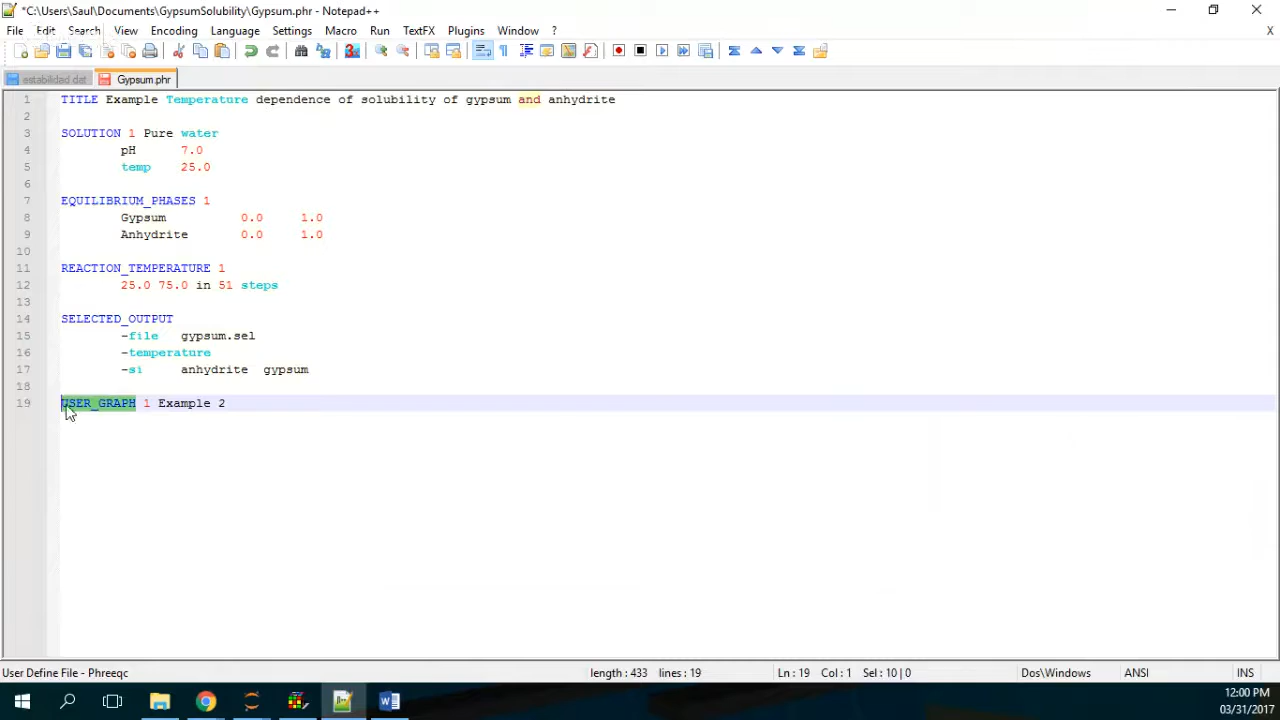 *C:\Users\Saul\Documents\GypsumSolubility\Gypsum.phr - Notepad++
File Edit Search View Encoding Language Settings Macro Run TextFX Plugins Window ? X
estabilidad.dat Gypsum.phr
1 TITLE Example Temperature dependence of solubility of gypsum and anhydrite
2
3 SOLUTION 1 Pure water
4 pH 7.0
5 temp 25.0
6
7 EQUILIBRIUM_PHASES 1
8 Gypsum 0.0 1.0
9 Anhydrite 0.0 1.0
10
11 REACTION_TEMPERATURE 1
12 25.0 75.0 in 51 steps
13
14 SELECTED_OUTPUT
15 -file gypsum.sel
16 -temperature
17 -si anhydrite gypsum
18
19 USER_GRAPH 1 Example 2
User Define File - Phreeqc length : 433 lines : 19 Ln : 19 Col : 1 Sel : 10 | 0 Dos\Windows ANSI INS
12:00 PM
03/31/2017